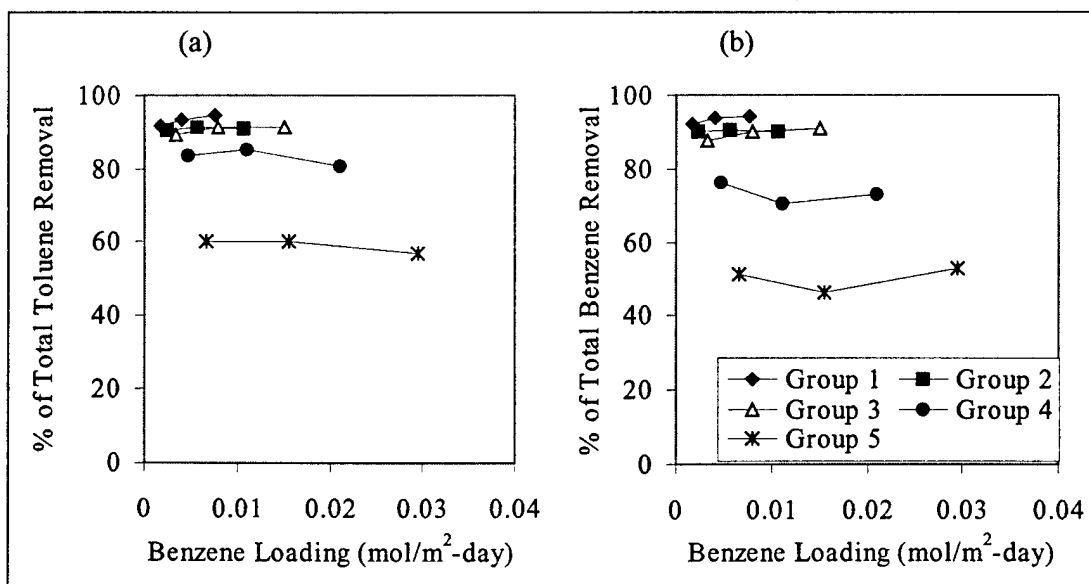 (a)
% of Total Toluene Removal
100
80
60
40
20
0
0 0.01 0.02 0.03 0.04
Benzene Loading (mol/m²-day)
(b)
% of Total Benzene Removal
100
80
60
40
20
0
Group 1 Group 2
Group 3 Group 4
Group 5
0 0.01 0.02 0.03 0.04
Benzene Loading (mol/m²-day)